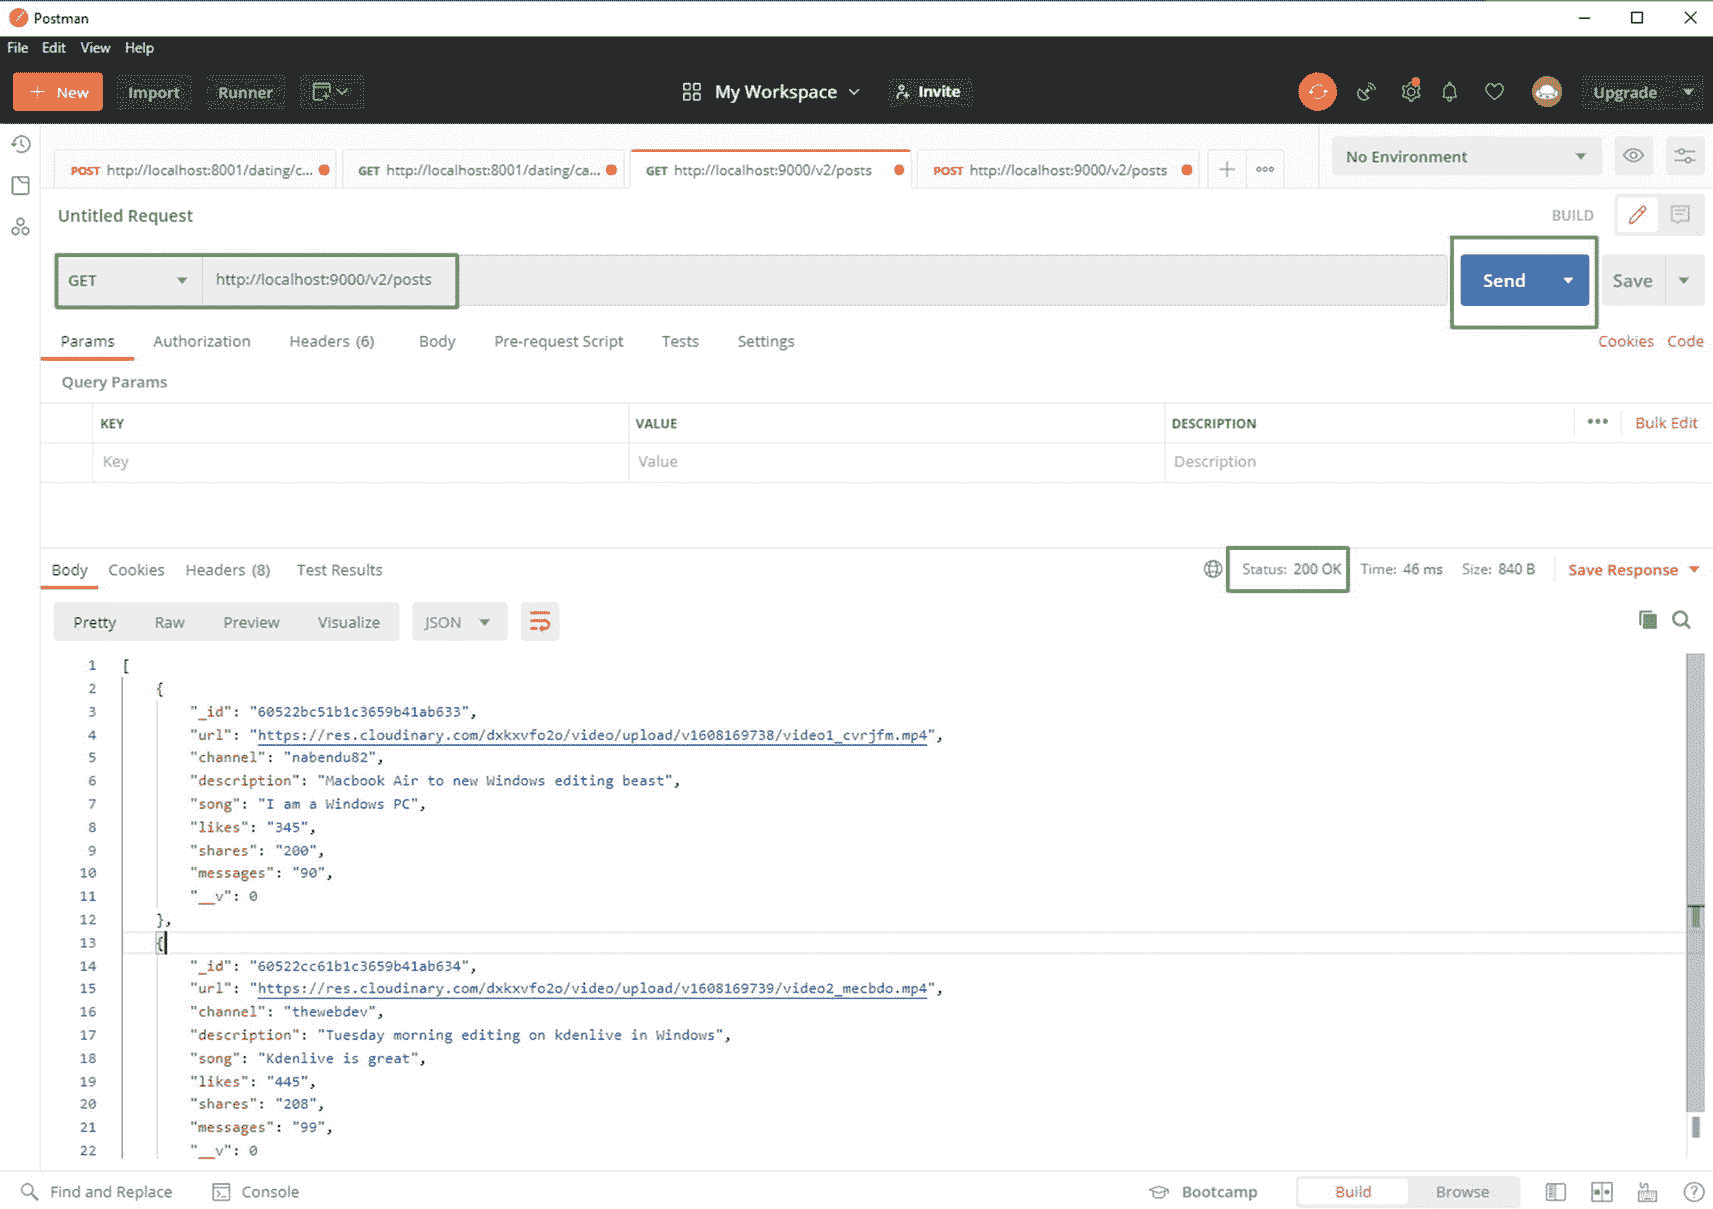 Postman
File Edit View Help
+ New Import Runner My Workspace Invite Upgrade
POST http://localhost:8001/dating/c... GET http://localhost:8001/dating/ca... GET http://localhost:9000/v2/posts POST http://localhost:9000/v2/posts + ooo No Environment
Untitled Request BUILD
GET http://localhost:9000/v2/posts Send Save
Params Authorization Headers (6) Body Pre-request Script Tests Settings Cookies Code
Query Params
KEY VALUE DESCRIPTION ••• Bulk Edit
Key Value Description
Body Cookies Headers (8) Test Results Status: 200 OK Time: 46 ms Size: 840 B Save Response
Pretty Raw Preview Visualize JSON
1 [
2 {
3 "_id": "60522bc51b1c3659b41ab633",
4 "url": "https://res.cloudinary.com/dxkxvfo2o/video/upload/v1608169738/video1_cvrjfm.mp4",
5 "channel": "nabendu82",
6 "description": "Macbook Air to new Windows editing beast",
7 "song": "I am a Windows PC",
8 "likes": "345",
9 "shares": "200",
10 "messages": "90",
11 "__v": 0
12 },
13 {
14 "_id": "60522cc61b1c3659b41ab634",
15 "url": "https://res.cloudinary.com/dxkxvfo2o/video/upload/v1608169739/video2_mecbdo.mp4",
16 "channel": "thewebdev",
17 "description": "Tuesday morning editing on kdenlive in Windows",
18 "song": "Kdenlive is great",
19 "likes": "445",
20 "shares": "208",
21 "messages": "99",
22 "__v": 0
Find and Replace Console Bootcamp Build Browse ?